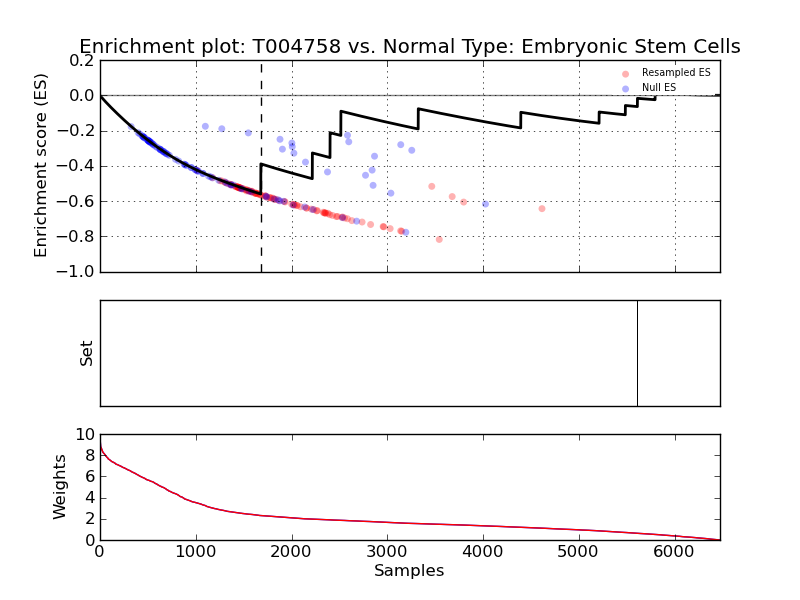 Enrichment plot: T004758 vs. Normal Type: Embryonic Stem Cells
Enrichment score (ES)
0.2
0.0
−0.2
−0.4
−0.6
−0.8
−1.0
Resampled ES
Null ES
Set
Weights
10
8
6
4
2
0
0 1000 2000 3000 4000 5000 6000
Samples